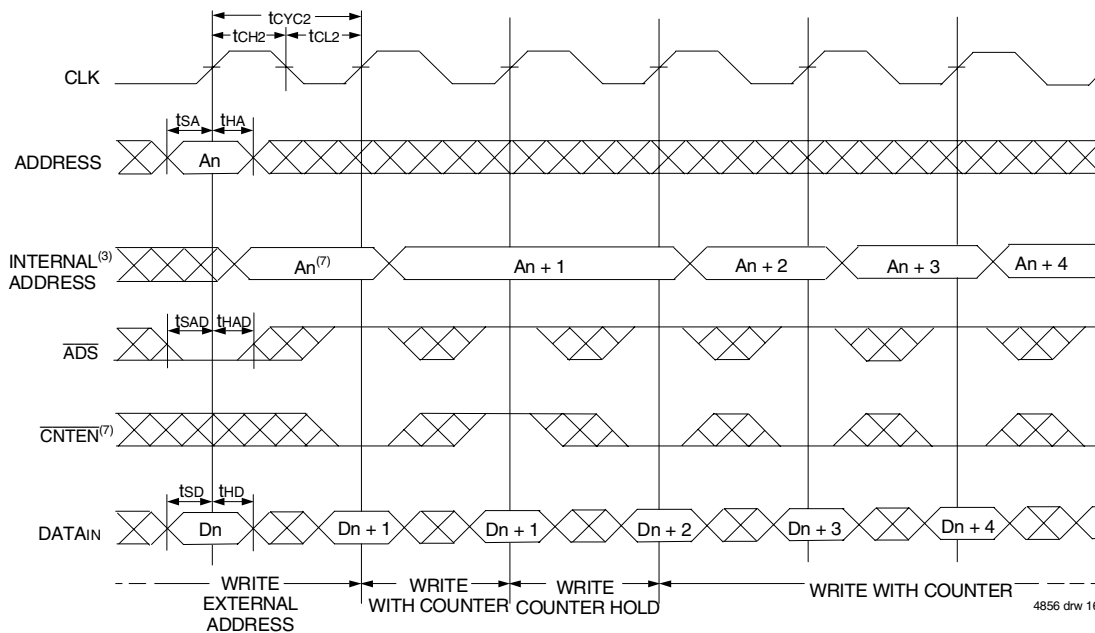 tCYC2
tCH2 tCL2
CLK
tSA tHA
ADDRESS An
INTERNAL(3) ADDRESS An(7) An + 1 An + 2 An + 3 An + 4
tSAD tHAD
ADS
CNTEN(7)
tSD tHD
DATAIN Dn Dn + 1 Dn + 1 Dn + 2 Dn + 3 Dn + 4
WRITE EXTERNAL ADDRESS
WRITE WITH COUNTER
WRITE COUNTER HOLD
WRITE WITH COUNTER
4856 drw 16